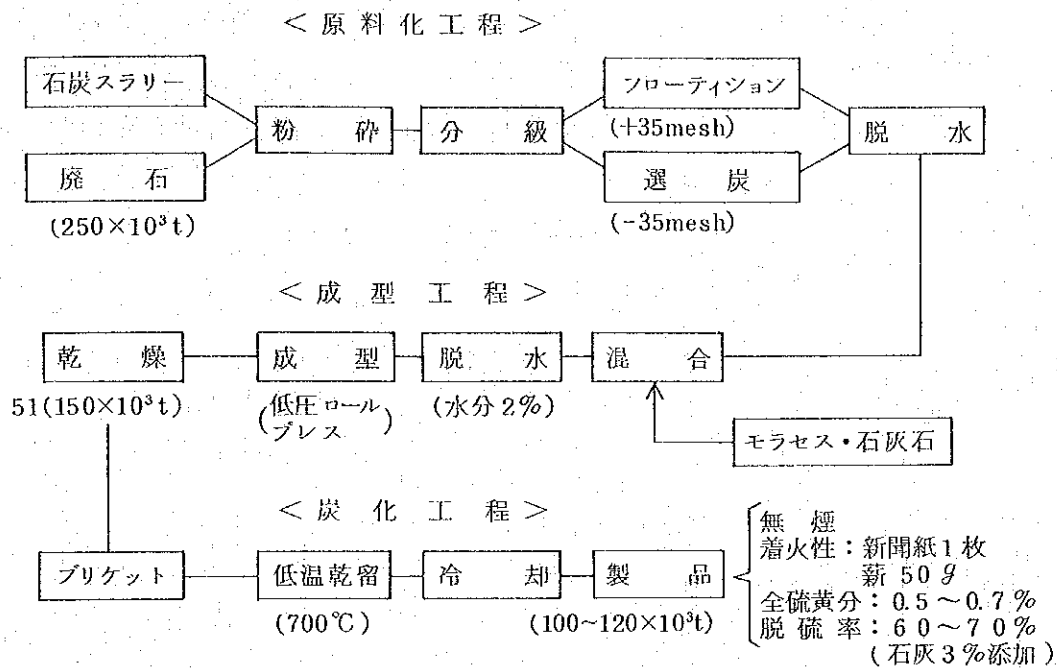 ＜原料化工程＞
石炭スラリー
廃石
(250×10³t)
粉砕
分級
フローティション
(+35mesh)
選炭
(-35mesh)
脱水
＜成型工程＞
乾燥
51(150×10³t)
成型
(低圧ロール
プレス)
脱水
(水分2%)
混合
モラセス・石灰石
＜炭化工程＞
ブリケット
低温乾留
(700℃)
冷却
製品
(100~120×10³t)
無煙
着火性：新聞紙1枚
薪50g
全硫黄分：0.5～0.7%
脱硫率：60～70%
(石灰3%添加)